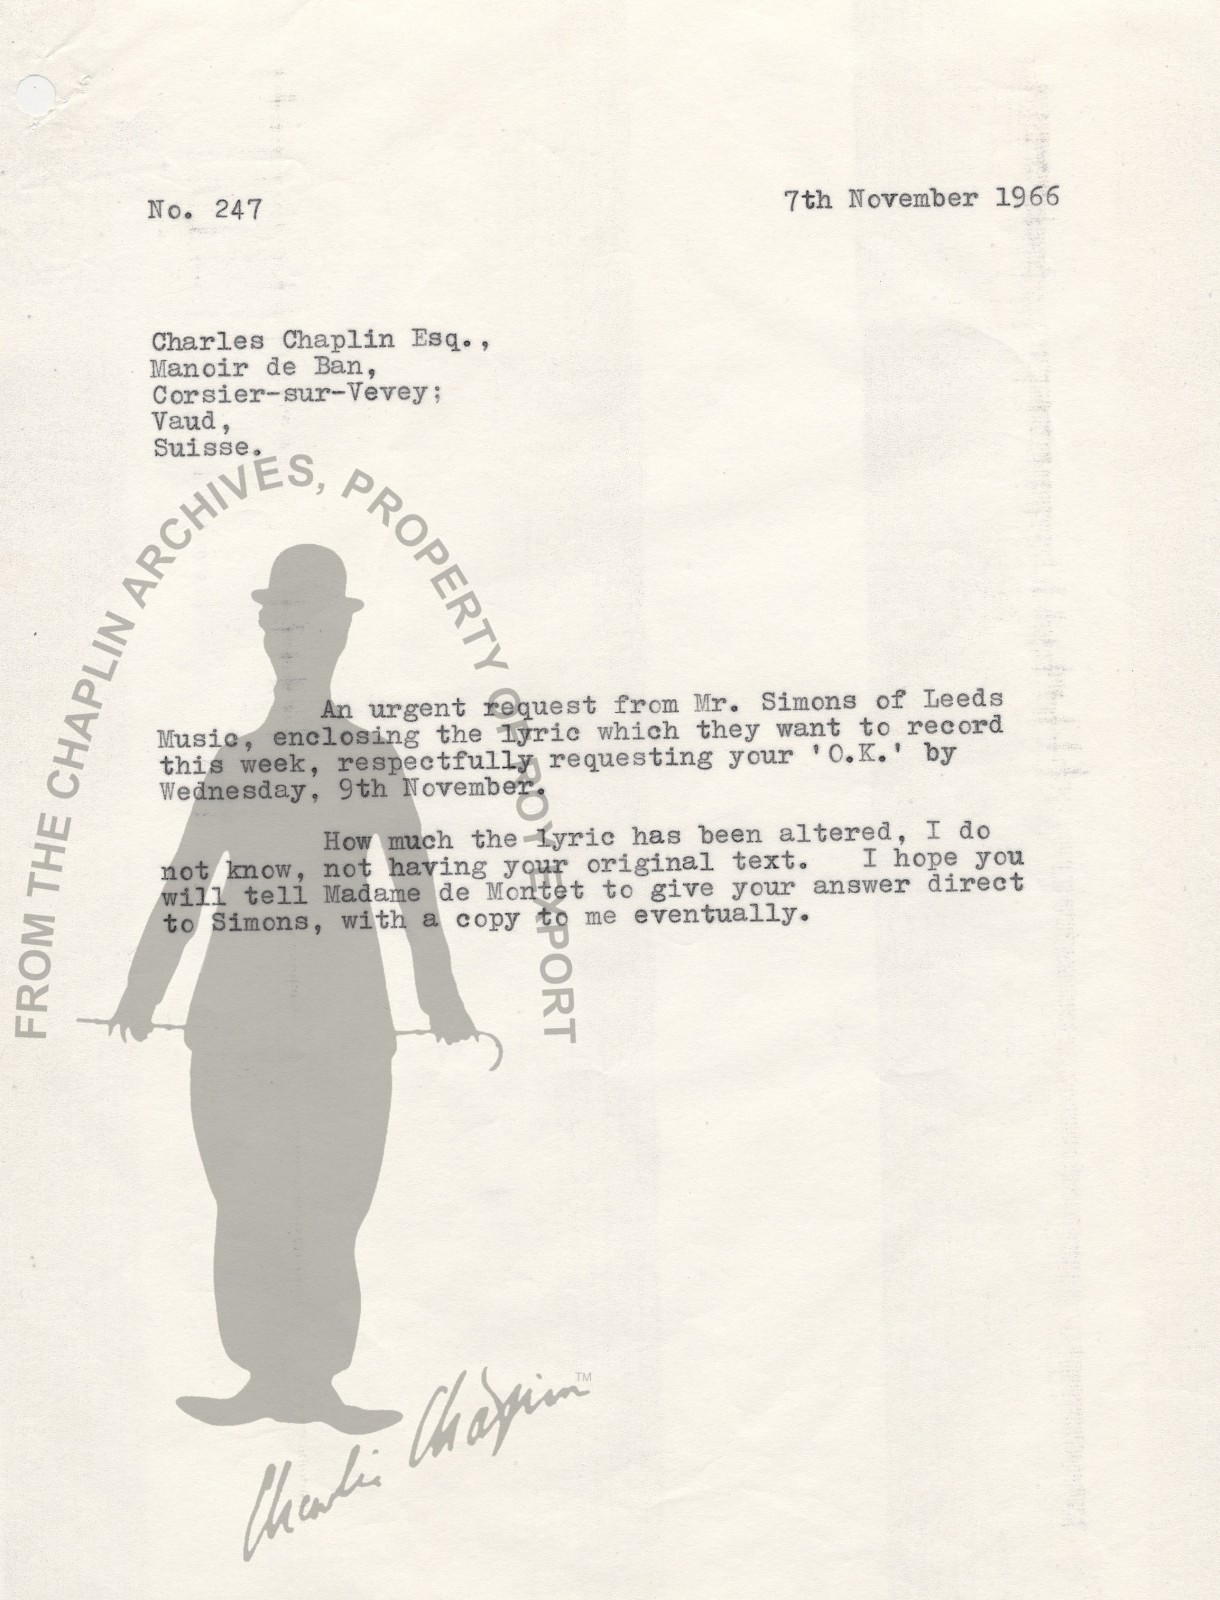 No. 247
7th November 1966
Charles Chaplin Esq.,
Manoir de Ban,
Corsier-sur-Vevey;
Vaud,
Suisse.
FROM THE CHAPLIN ARCHIVES, PROPERTY OF ROY EXPORT
An urgent request from Mr. Simons of Leeds
Music, enclosing the lyric which they want to record
this week, respectfully requesting your 'O.K.' by
Wednesday, 9th November.
How much the lyric has been altered, I do
not know, not having your original text. I hope you
will tell Madame de Montet to give your answer direct
to Simons, with a copy to me eventually.
Charlie Chaplin TM